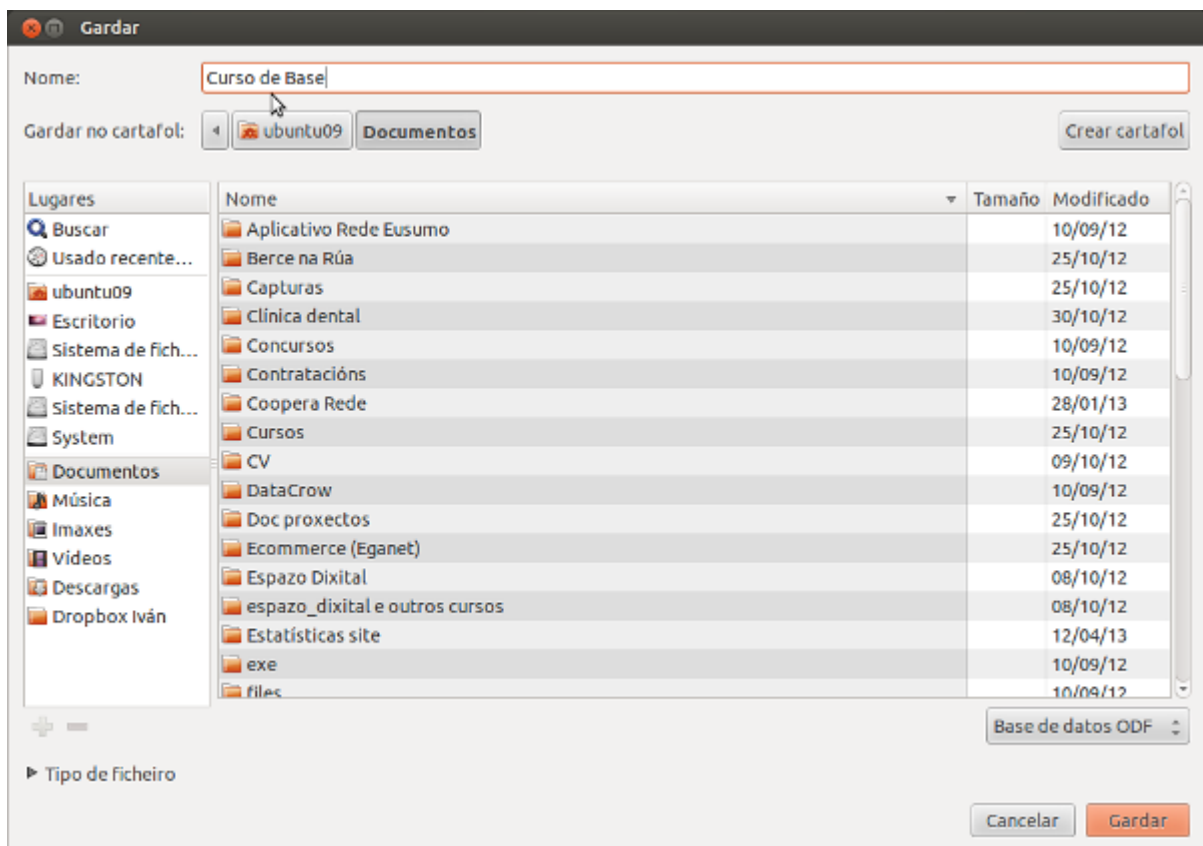 Gardar
Nome: Curso de Base
Gardar no cartafol: ubuntu09 Documentos Crear cartafol
Lugares
Buscar
Usado recente...
ubuntu09
Escritorio
Sistema de fich...
KINGSTON
Sistema de fich...
System
Documentos
Música
Imaxes
Vídeos
Descargas
Dropbox Iván
Nome Tamaño Modificado
Aplicativo Rede Eusumo 10/09/12
Berce na Rúa 25/10/12
Capturas 25/10/12
Clínica dental 30/10/12
Concursos 10/09/12
Contratacións 10/09/12
Coopera Rede 28/01/13
Cursos 25/10/12
CV 09/10/12
DataCrow 10/09/12
Doc proxectos 25/10/12
Ecommerce (Eganet) 25/10/12
Espazo Dixital 08/10/12
espazo_dixital e outros cursos 08/10/12
Estatísticas site 12/04/13
exe 10/09/12
files 10/09/12
Base de datos ODF
Tipo de ficheiro
Cancelar Gardar